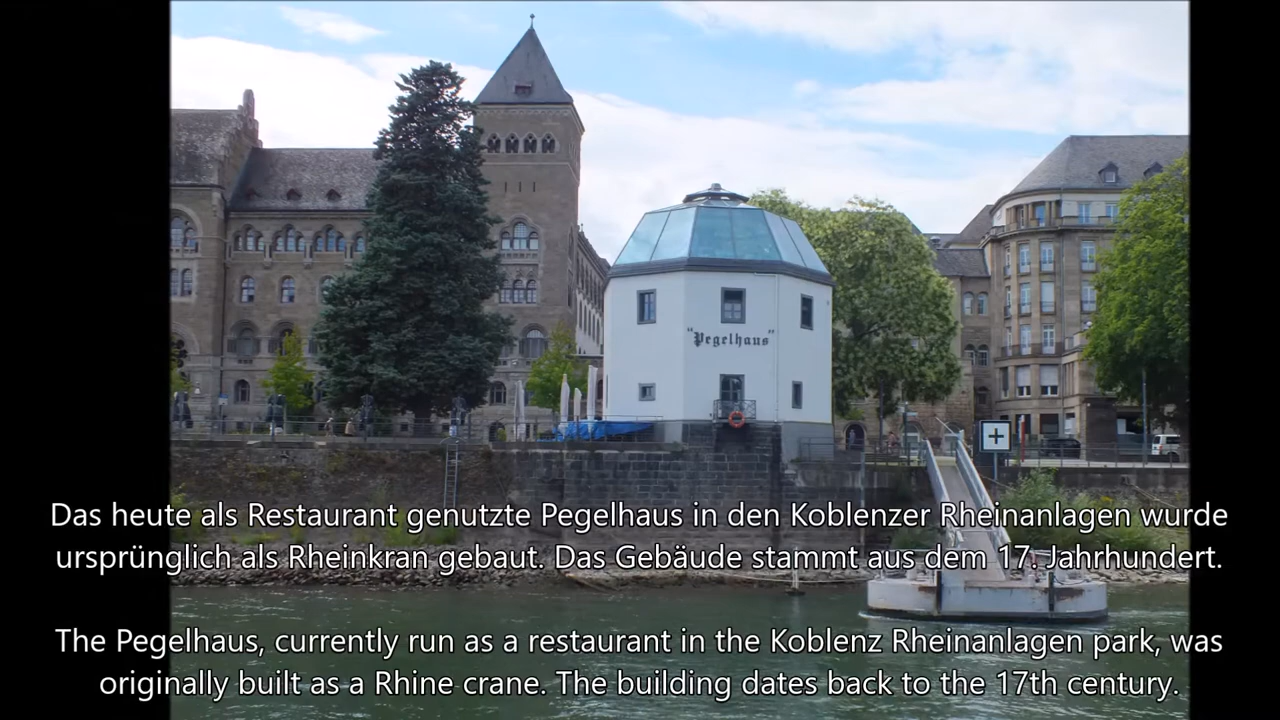 "Pegelhaus"
Das heute als Restaurant genutzte Pegelhaus in den Koblenzer Rheinanlagen wurde
ursprünglich als Rheinkran gebaut. Das Gebäude stammt aus dem 17. Jahrhundert.
The Pegelhaus, currently run as a restaurant in the Koblenz Rheinanlagen park, was
originally built as a Rhine crane. The building dates back to the 17th century.